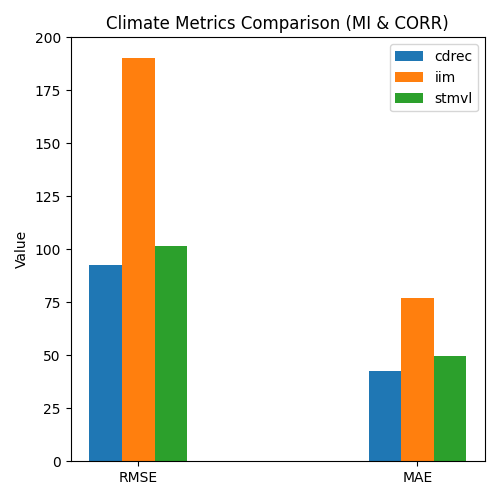 Climate Metrics Comparison (MI & CORR)
cdrec
iim
stmvl
Value
200
175
150
125
100
75
50
25
0
RMSE
MAE